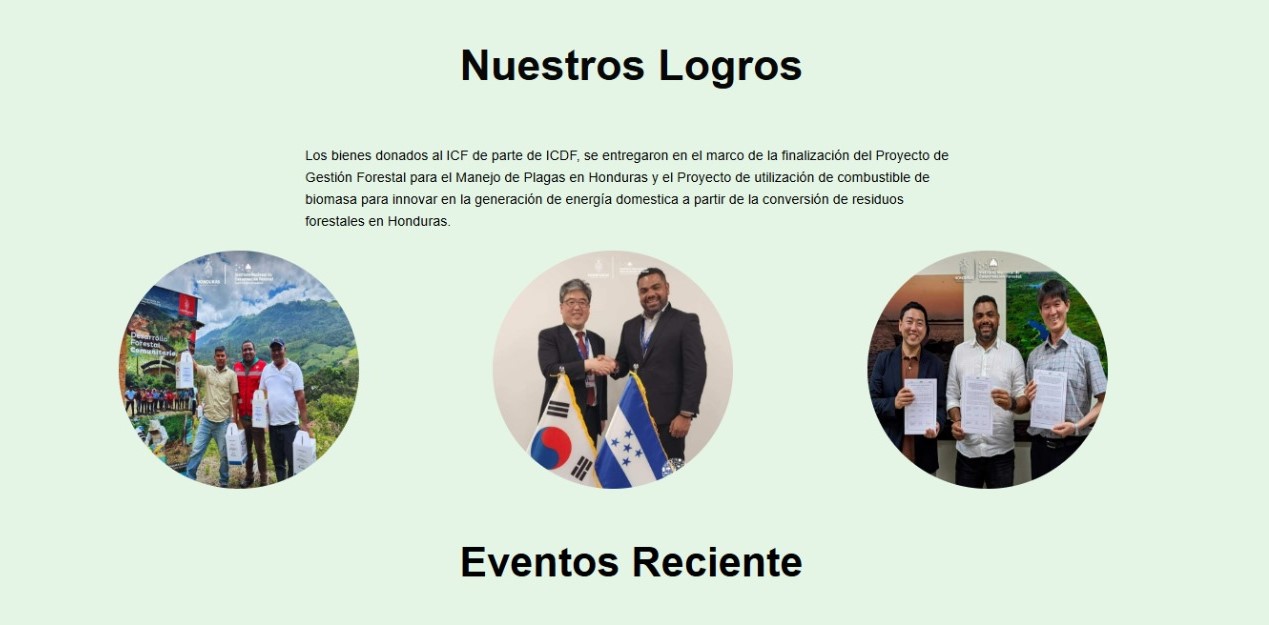 Nuestros Logros
Los bienes donados al ICF de parte de ICDF, se entregaron en el marco de la finalización del Proyecto de
Gestión Forestal para el Manejo de Plagas en Honduras y el Proyecto de utilización de combustible de
biomasa para innovar en la generación de energía domestica a partir de la conversión de residuos
forestales en Honduras.
HONDURAS
Desarrollo
Forestal
Comunitario
Eventos Reciente